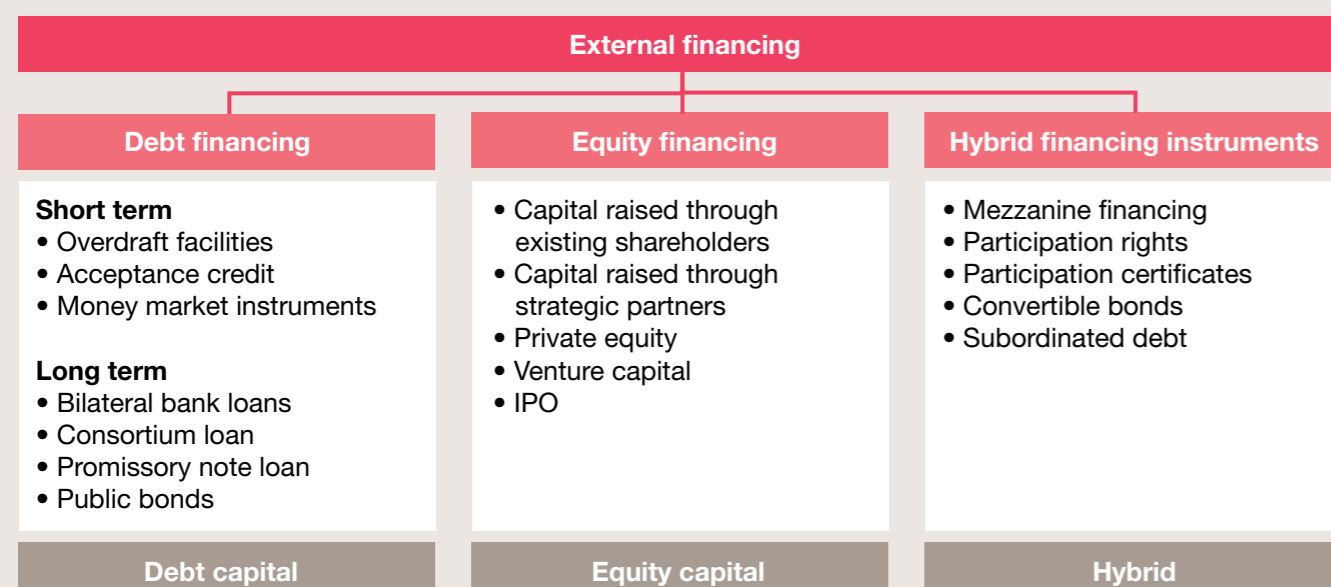 External financing
Debt financing
Short term
• Overdraft facilities
• Acceptance credit
• Money market instruments
Long term
• Bilateral bank loans
• Consortium loan
• Promissory note loan
• Public bonds
Debt capital
Equity financing
• Capital raised through
existing shareholders
• Capital raised through
strategic partners
• Private equity
• Venture capital
• IPO
Equity capital
Hybrid financing instruments
• Mezzanine financing
• Participation rights
• Participation certificates
• Convertible bonds
• Subordinated debt
Hybrid